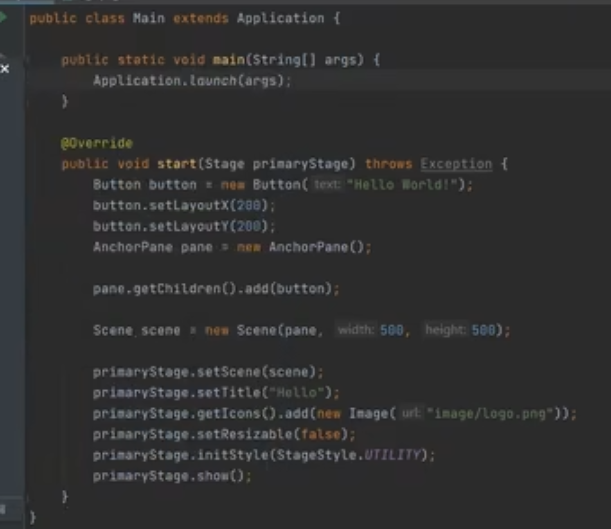 public class Main extends Application {
public static void main(String[] args) {
Application.launch(args);
}
@Override
public void start(Stage primaryStage) throws Exception {
Button button = new Button( text: "Hello World!");
button.setLayoutX(200);
button.setLayoutY(200);
AnchorPane pane = new AnchorPane();
pane.getChildren().add(button);
Scene scene = new Scene(pane, width: 500, height: 500);
primaryStage.setScene(scene);
primaryStage.setTitle("Hello");
primaryStage.getIcons().add(new Image( url: "image/logo.png"));
primaryStage.setResizable(false);
primaryStage.initStyle(StageStyle.UTILITY);
primaryStage.show();
}
}